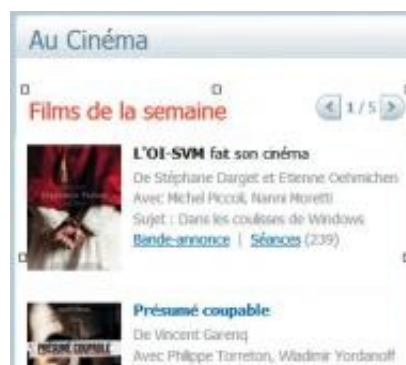 Au Cinéma
Films de la semaine
1 / 5
L'OI-SVM fait son cinéma
De Stéphane Darget et Etienne Oehmichen
Avec Michel Piccoli, Nanni Moretti
Sujet : Dans les coulisses de Windows
Bande-annonce | Séances (239)
Présumé coupable
De Vincent Garenq
Avec Philippe Torreton, Wladimir Yordanoff
PRÉSUMÉ COUPABLE